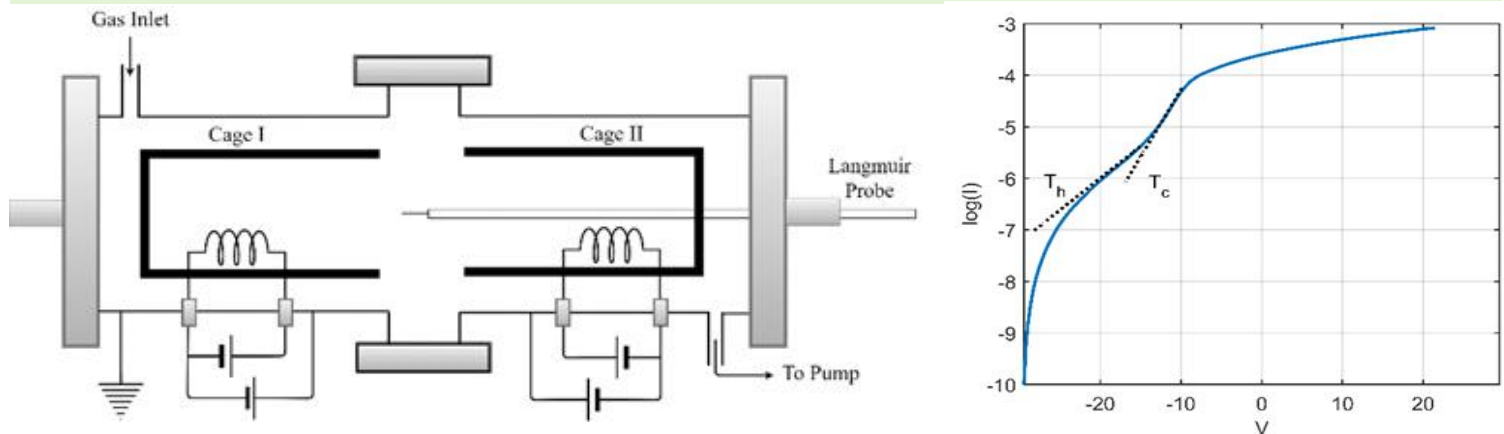 Gas Inlet
Cage I
Cage II
Langmuir
Probe
To Pump
-3
-4
-5
-6
-7
-8
-9
-10
log(I)
T_h
T_c
-20
-10
0
10
20
V